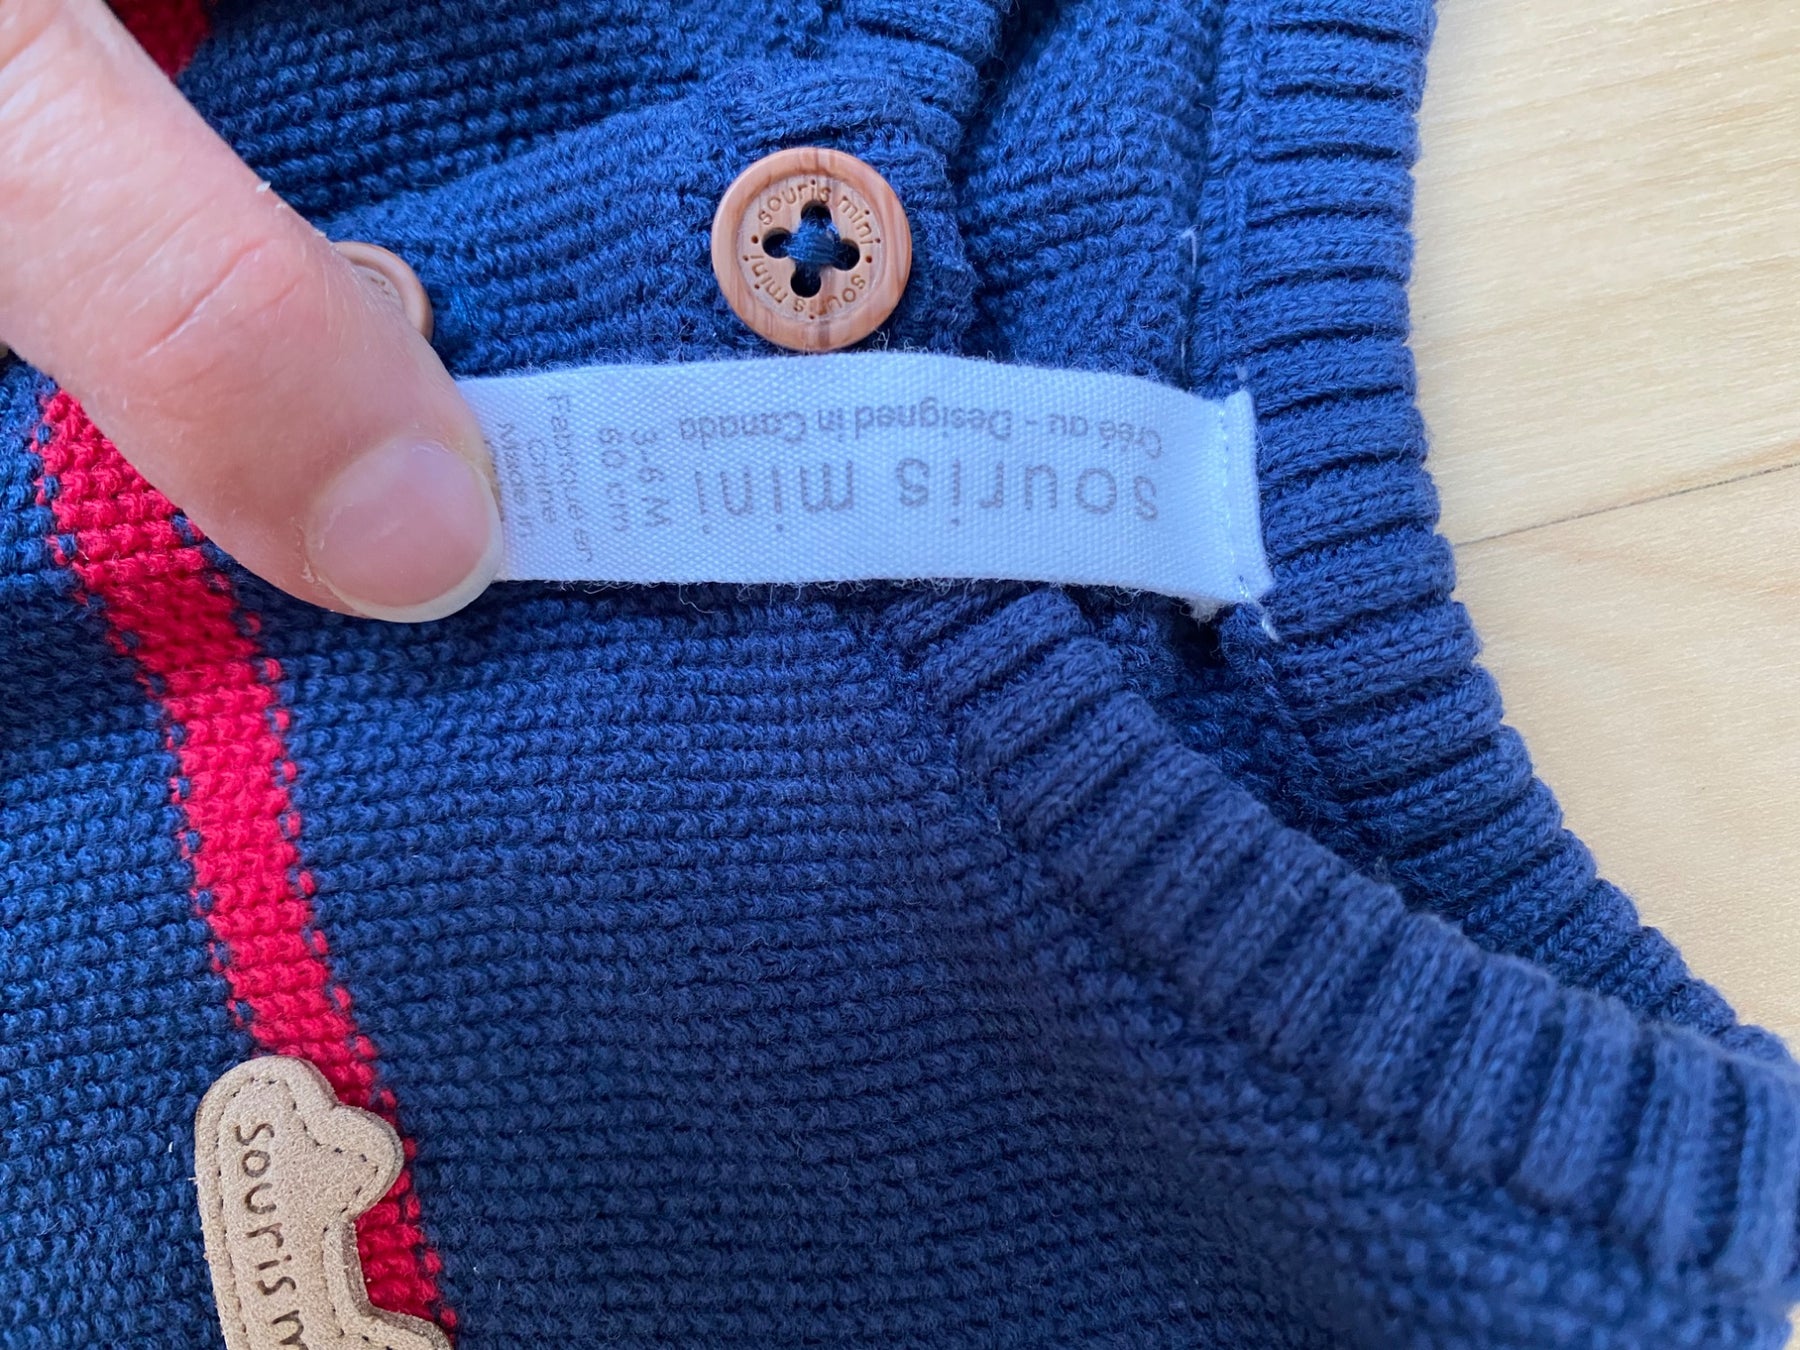 souris mini • souris mini •
souris mini
Créé au - Designed in Canada
3-6 M
60 cm
Fabriqué en
Chine
Made in
souris m